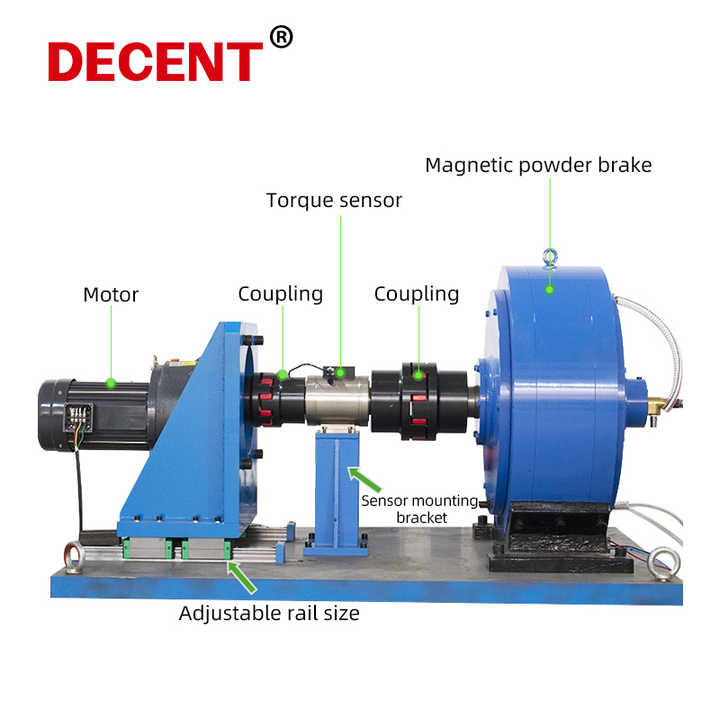 DECENT®
Magnetic powder brake
Torque sensor
Motor
Coupling
Coupling
Sensor mounting
bracket
Adjustable rail size